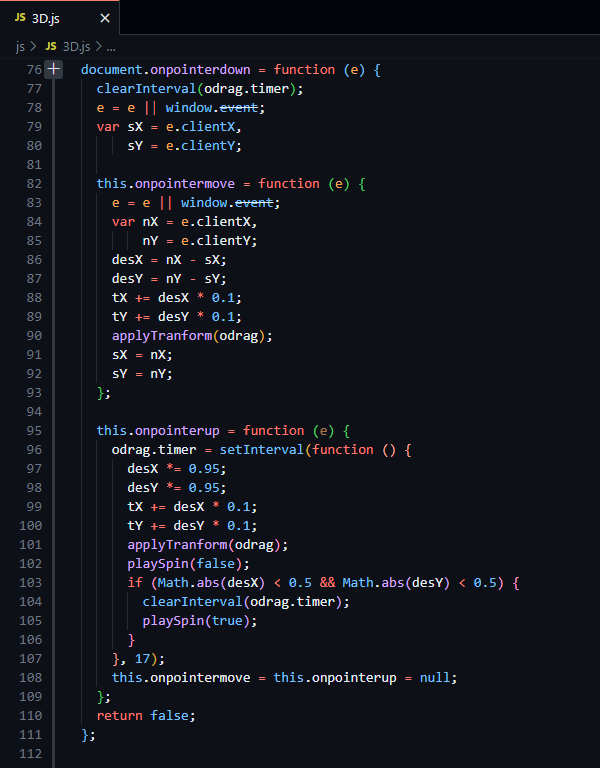 JS 3D.js ×
js > JS 3D.js > ...
76 document.onpointerdown = function (e) {
77 clearInterval(odrag.timer);
78 e = e || window.event;
79 var sX = e.clientX,
80 sY = e.clientY;
81
82 this.onpointermove = function (e) {
83 e = e || window.event;
84 var nX = e.clientX,
85 nY = e.clientY;
86 desX = nX - sX;
87 desY = nY - sY;
88 tX += desX * 0.1;
89 tY += desY * 0.1;
90 applyTranform(odrag);
91 sX = nX;
92 sY = nY;
93 };
94
95 this.onpointerup = function (e) {
96 odrag.timer = setInterval(function () {
97 desX *= 0.95;
98 desY *= 0.95;
99 tX += desX * 0.1;
100 tY += desY * 0.1;
101 applyTranform(odrag);
102 playSpin(false);
103 if (Math.abs(desX) < 0.5 && Math.abs(desY) < 0.5) {
104 clearInterval(odrag.timer);
105 playSpin(true);
106 }
107 }, 17);
108 this.onpointermove = this.onpointerup = null;
109 };
110 return false;
111 };
112